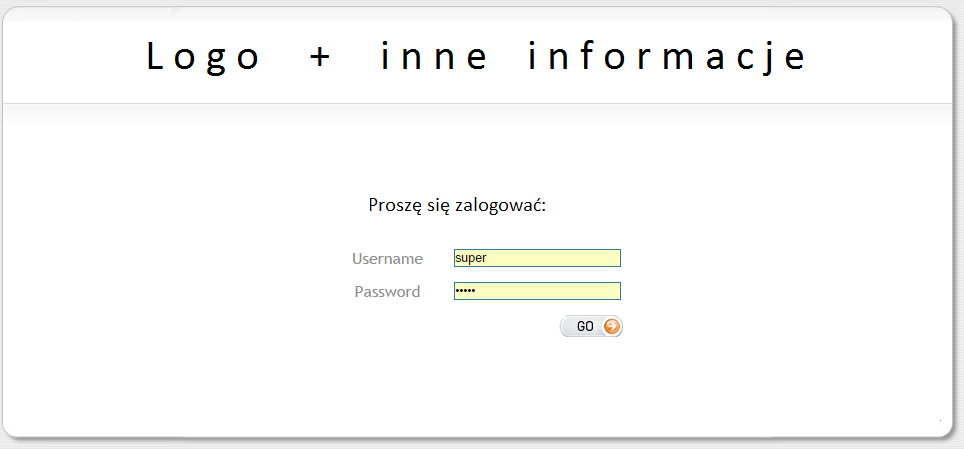 Logo + inne informacje
Proszę się zalogować:
Username super
Password •••••
GO